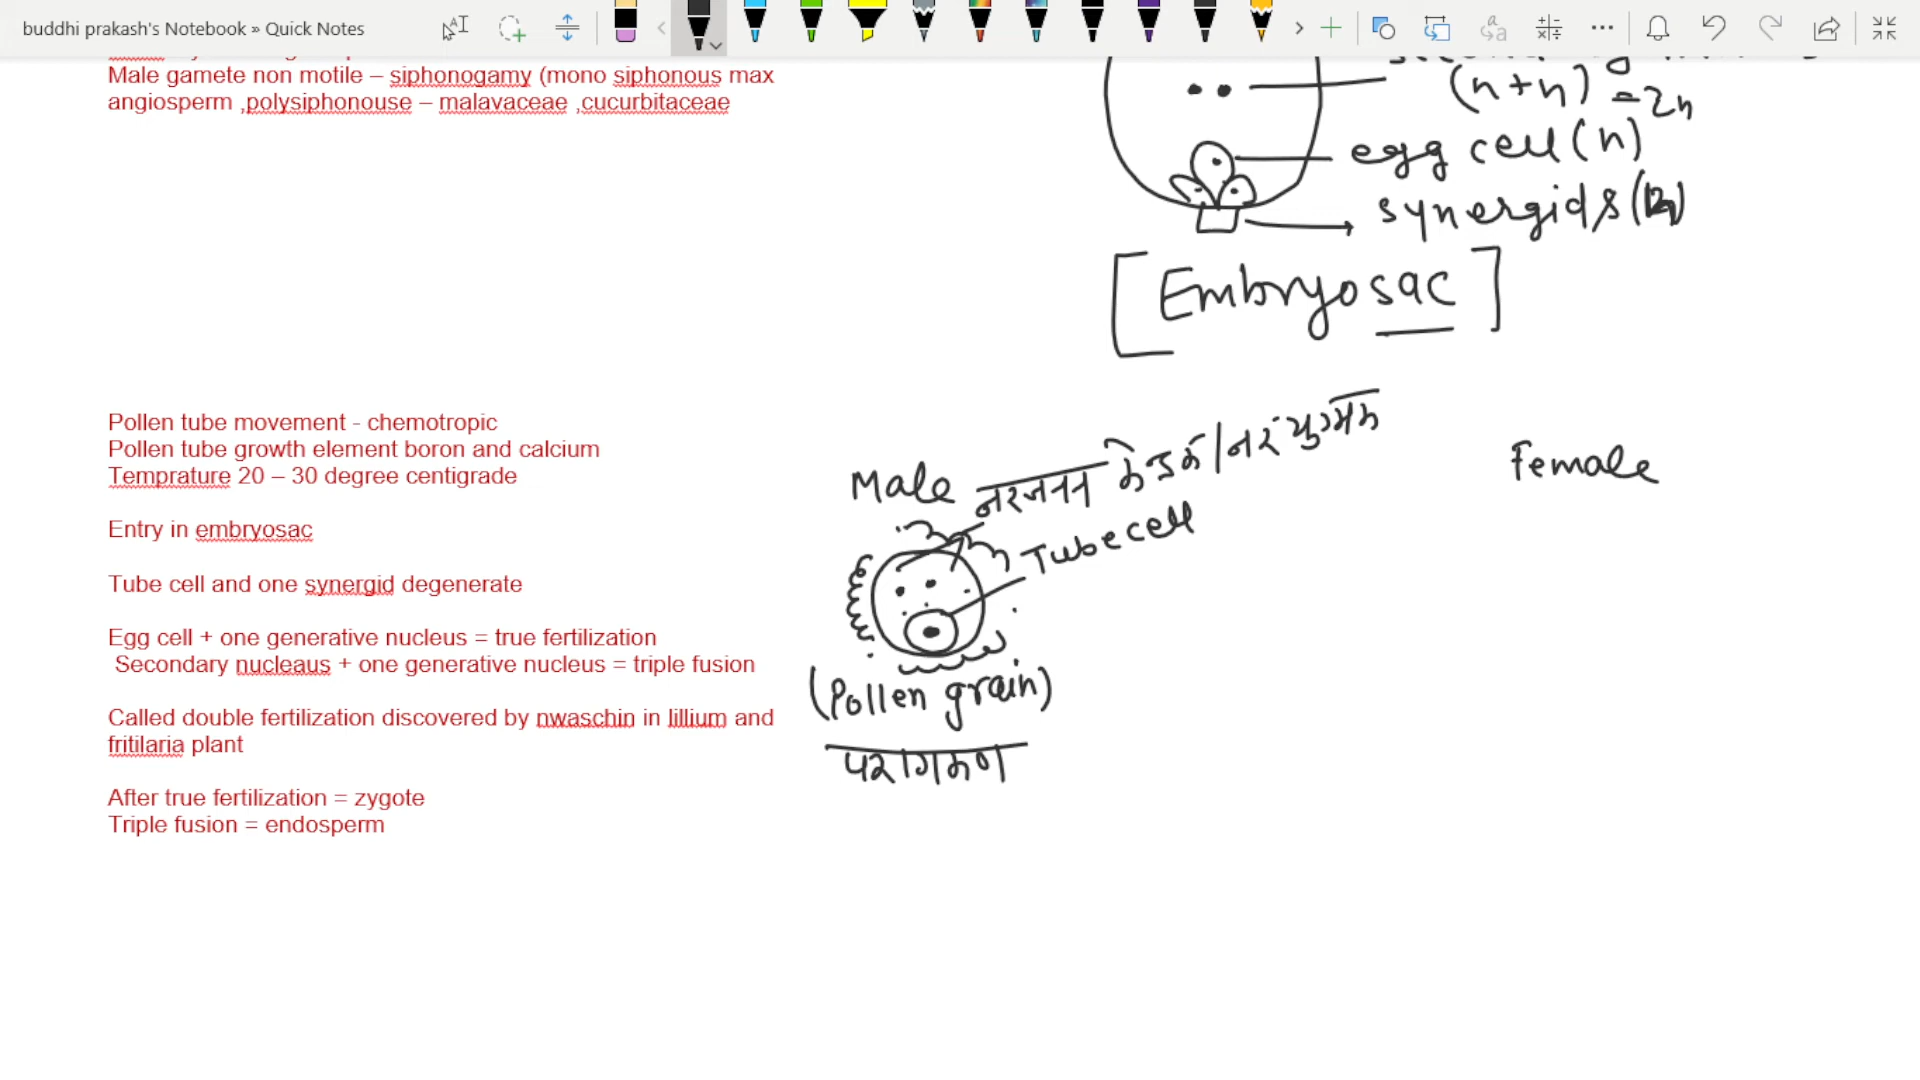 buddhi prakash's Notebook » Quick Notes
Male gamete non motile – siphonogamy (mono siphonous max
angiosperm ,polysiphonouse – malavaceae ,cucurbitaceae
(n+n) = 2n
egg cell (n)
synergids
[Embryosac]
Pollen tube movement - chemotropic
Pollen tube growth element boron and calcium
Temprature 20 – 30 degree centigrade
Entry in embryosac
Tube cell and one synergid degenerate
Egg cell + one generative nucleus = true fertilization
Secondary nucleaus + one generative nucleus = triple fusion
Called double fertilization discovered by nwaschin in lillium and
fritilaria plant
After true fertilization = zygote
Triple fusion = endosperm
Male
Female
Tube cell
(Pollen grain)
परागकण